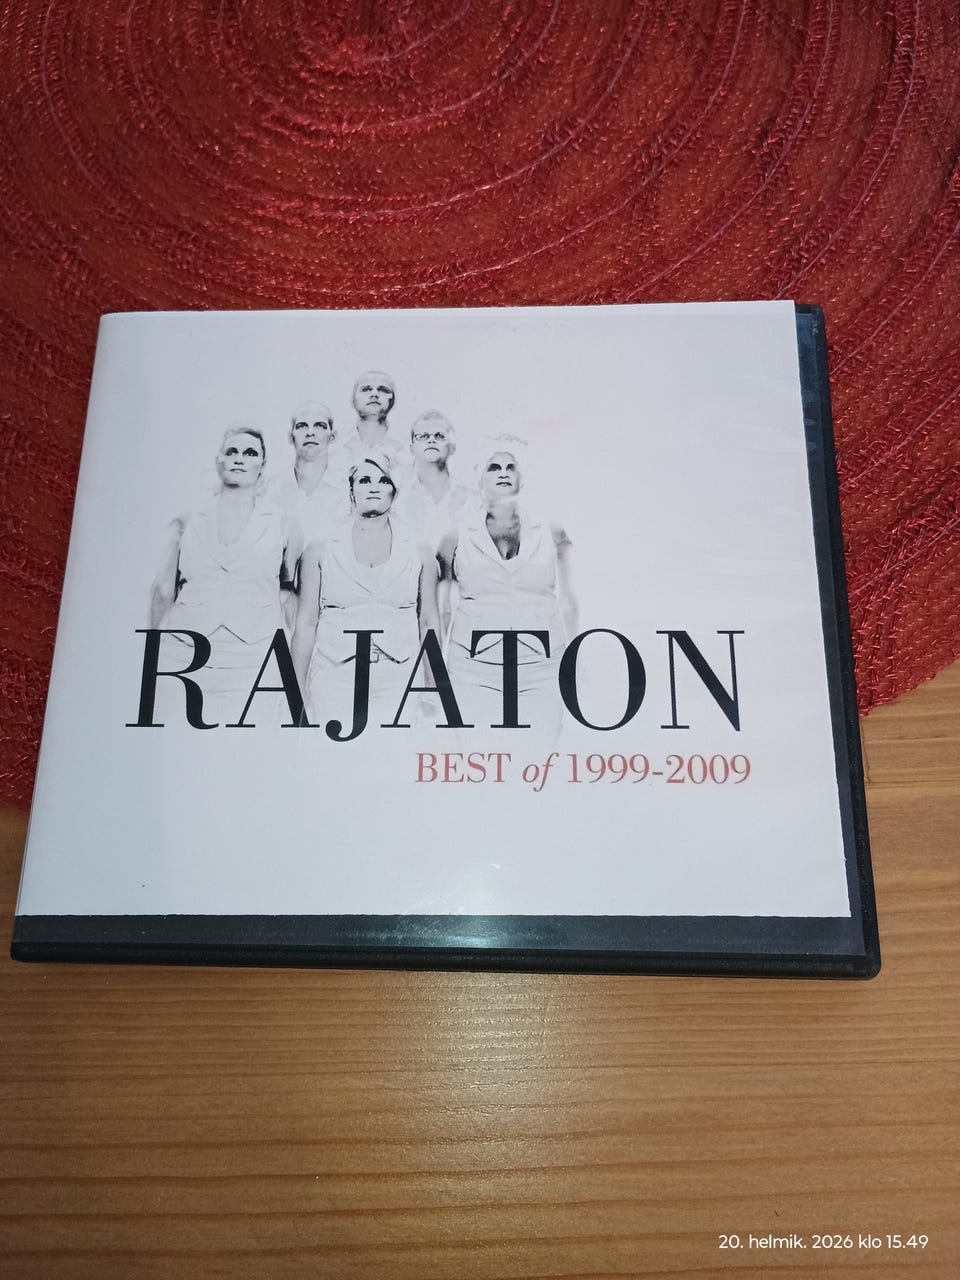 RAJATON
BEST of 1999-2009
20. helmik. 2026 klo 15.49